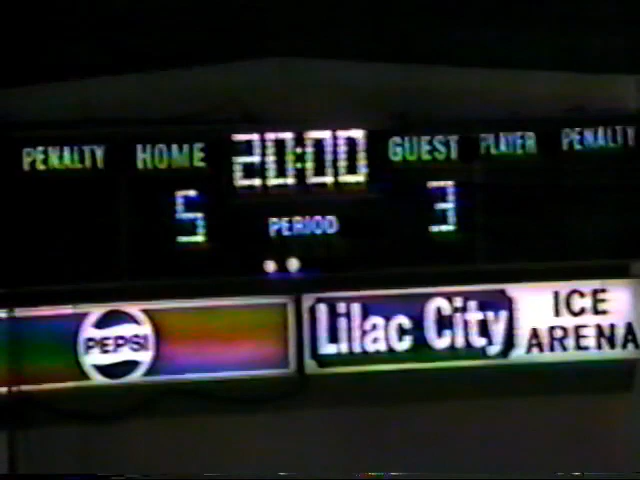 PENALTY HOME 20:00 GUEST PLAYER PENALTY
5 PERIOD 3
PEPSI Lilac City ICE
ARENA